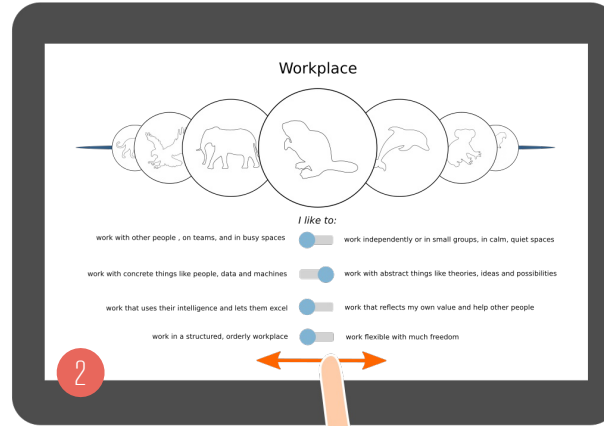 Workplace
I like to:
work with other people , on teams, and in busy spaces
work independently or in small groups, in calm, quiet spaces
work with concrete things like people, data and machines
work with abstract things like theories, ideas and possibilities
work that uses their intelligence and lets them excel
work that reflects my own value and help other people
work in a structured, orderly workplace
work flexible with much freedom
2